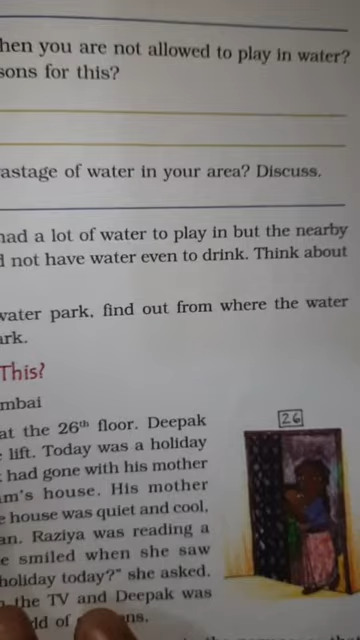 hen you are not allowed to play in water?
sons for this?
astage of water in your area? Discuss.
had a lot of water to play in but the nearby
not have water even to drink. Think about
water park, find out from where the water
ark.
This?
mbai
at the 26th floor. Deepak
lift. Today was a holiday
had gone with his mother
am's house. His mother
e house was quiet and cool,
an. Raziya was reading a
e smiled when she saw
holiday today?" she asked.
the TV and Deepak was
ld of
ns.
26